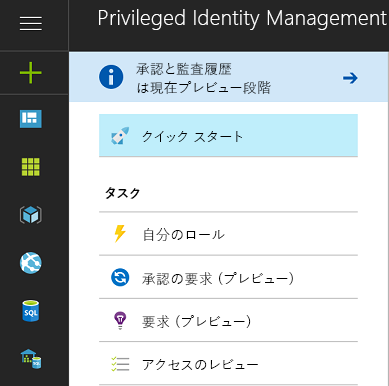 Privileged Identity Management
承認と監査履歴
は現在プレビュー段階
クイック スタート
タスク
自分のロール
承認の要求 (プレビュー)
要求 (プレビュー)
アクセスのレビュー
SQL